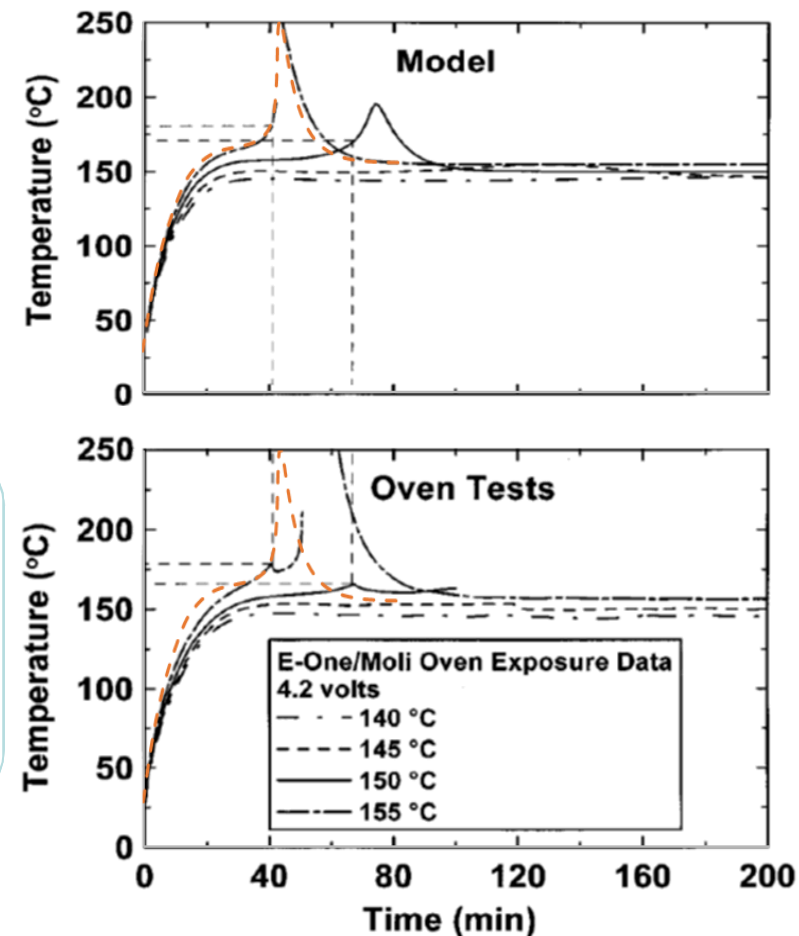 250
200
150
100
50
0
Temperature (°C)
Model
250
200
150
100
50
0
Temperature (°C)
Oven Tests
E-One/Moli Oven Exposure Data
4.2 volts
140 °C
145 °C
150 °C
155 °C
0 40 80 120 160 200
Time (min)